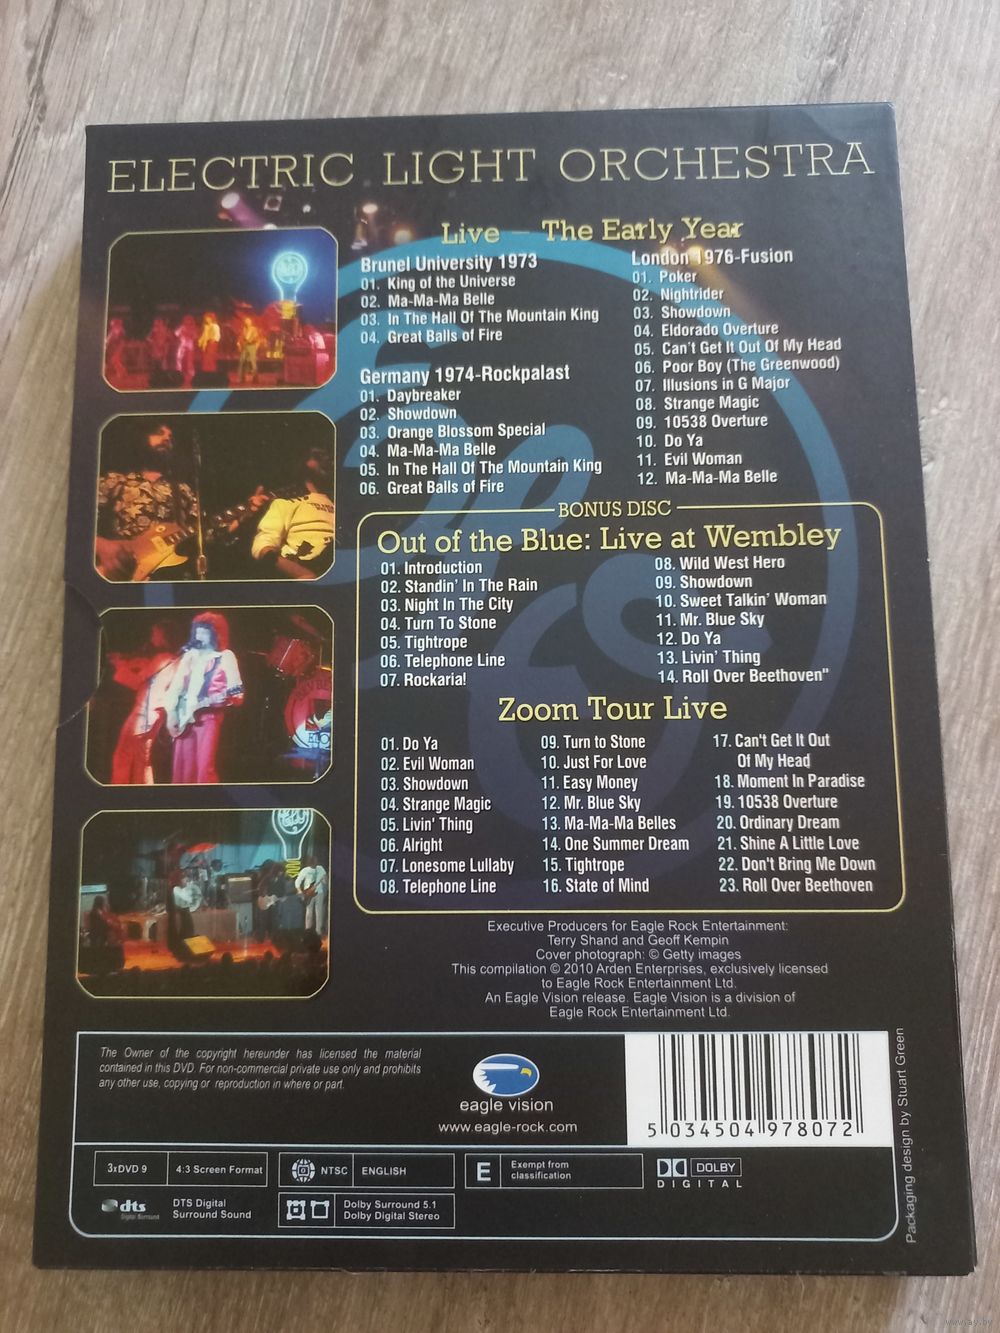 ELECTRIC LIGHT ORCHESTRA
Live – The Early Year
Brunel University 1973
01. King of the Universe
02. Ma-Ma-Ma Belle
03. In The Hall Of The Mountain King
04. Great Balls of Fire
Germany 1974-Rockpalast
01. Daybreaker
02. Showdown
03. Orange Blossom Special
04. Ma-Ma-Ma Belle
05. In The Hall Of The Mountain King
06. Great Balls of Fire
London 1976-Fusion
01. Poker
02. Nightrider
03. Showdown
04. Eldorado Overture
05. Can't Get It Out Of My Head
06. Poor Boy (The Greenwood)
07. Illusions in G Major
08. Strange Magic
09. 10538 Overture
10. Do Ya
11. Evil Woman
12. Ma-Ma-Ma Belle
BONUS DISC
Out of the Blue: Live at Wembley
01. Introduction
02. Standin' In The Rain
03. Night In The City
04. Turn To Stone
05. Tightrope
06. Telephone Line
07. Rockaria!
08. Wild West Hero
09. Showdown
10. Sweet Talkin' Woman
11. Mr. Blue Sky
12. Do Ya
13. Livin' Thing
14. Roll Over Beethoven"
Zoom Tour Live
01. Do Ya
02. Evil Woman
03. Showdown
04. Strange Magic
05. Livin' Thing
06. Alright
07. Lonesome Lullaby
08. Telephone Line
09. Turn to Stone
10. Just For Love
11. Easy Money
12. Mr. Blue Sky
13. Ma-Ma-Ma Belles
14. One Summer Dream
15. Tightrope
16. State of Mind
17. Can't Get It Out
Of My Head
18. Moment In Paradise
19. 10538 Overture
20. Ordinary Dream
21. Shine A Little Love
22. Don't Bring Me Down
23. Roll Over Beethoven
Executive Producers for Eagle Rock Entertainment:
Terry Shand and Geoff Kempin
Cover photograph: © Getty images
This compilation © 2010 Arden Enterprises, exclusively licensed
to Eagle Rock Entertainment Ltd.
An Eagle Vision release. Eagle Vision is a division of
Eagle Rock Entertainment Ltd.
The Owner of the copyright hereunder has licensed the material
contained in this DVD. For non-commercial private use only and prohibits
any other use, copying or reproduction in where or part.
eagle vision
www.eagle-rock.com
5 034504 978072
Packaging design by Stuart Green
3xDVD 9
4:3 Screen Format
NTSC
ENGLISH
E
Exempt from
classification
DOLBY
DIGITAL
dts
Digital Surround
DTS Digital
Surround Sound
Dolby Surround 5.1
Dolby Digital Stereo
www.ay.by